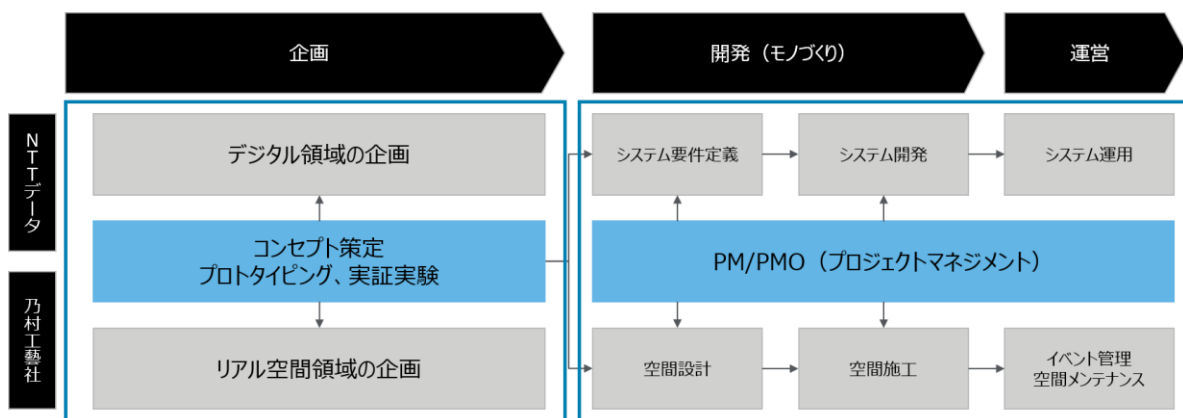 企画
開発（モノづくり）
運営
NTTデータ
デジタル領域の企画
システム要件定義
システム開発
システム運用
コンセプト策定
プロトタイピング、実証実験
PM/PMO（プロジェクトマネジメント）
乃村工藝社
リアル空間領域の企画
空間設計
空間施工
イベント管理
空間メンテナンス